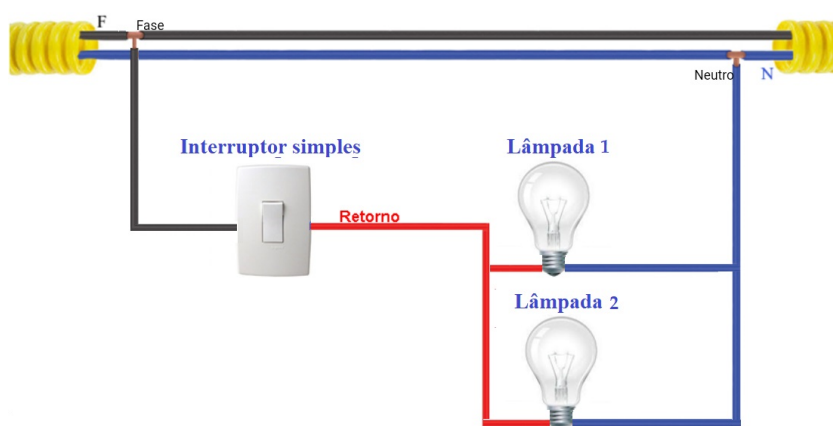 F
Fase
Neutro
N
Interruptor simples
Lâmpada 1
Retorno
Lâmpada 2